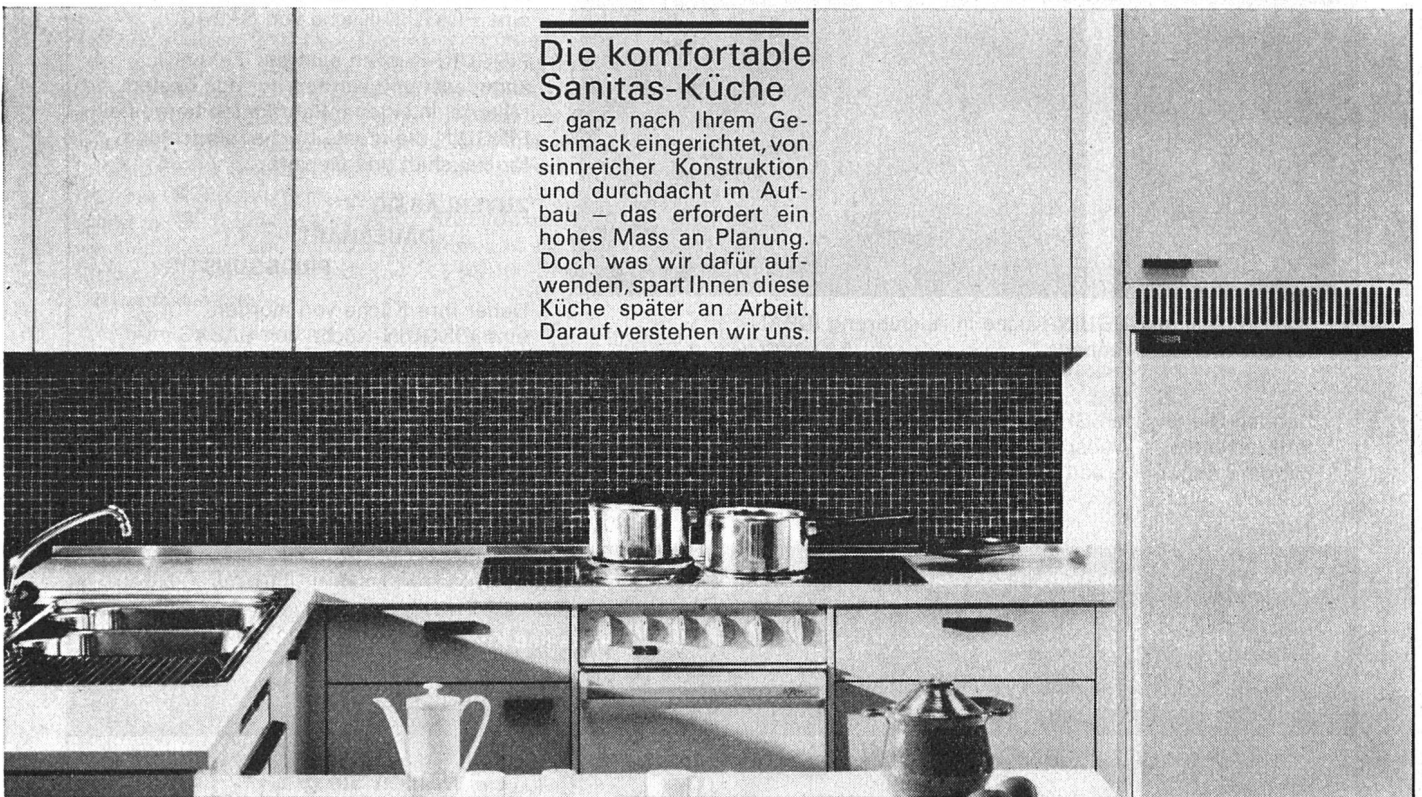 Die komfortable
Sanitas-Küche
– ganz nach Ihrem Ge-
schmack eingerichtet, von
sinnreicher Konstruktion
und durchdacht im Auf-
bau – das erfordert ein
hohes Mass an Planung.
Doch was wir dafür auf-
wenden, spart Ihnen diese
Küche später an Arbeit.
Darauf verstehen wir uns.